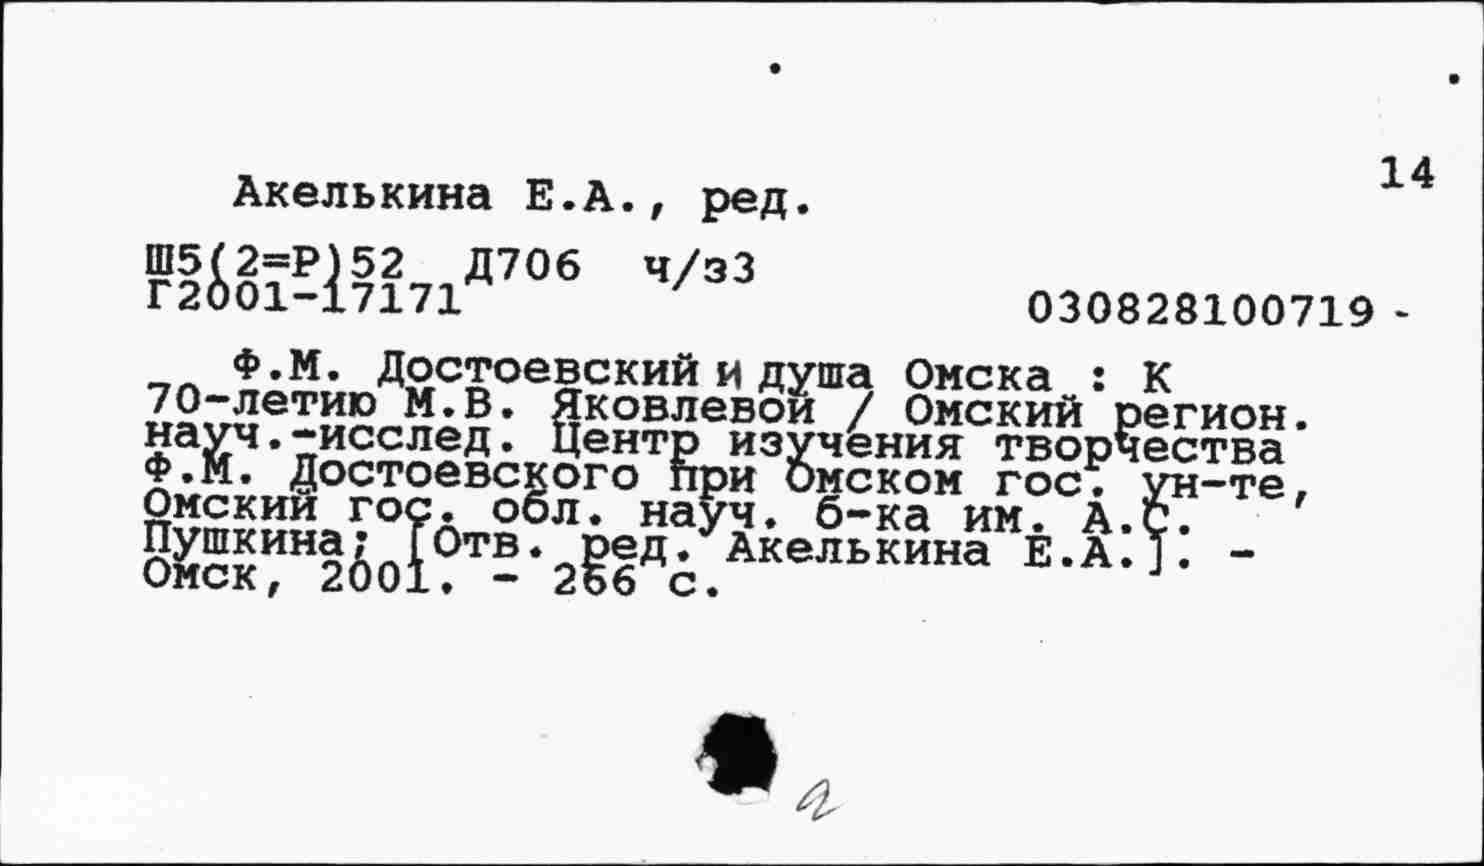 14
Акелькина Е.А., ред.
Ш5(2=Р)52 Д706 ч/з3
Г2001-17171
030828100719 -
Ф.М. Достоевский и душа Омска : К
70-летию М.В. Яковлевой / Омский регион.
науч.-исслед. Центр изучения творчества
Ф.М. Достоевского при Омском гос. ун-те,
Омский гос. обл. науч. б-ка им. А.С.
Пушкина; [Отв. ред. Акелькина Е.А.]. -
Омск, 2001. - 266 с.